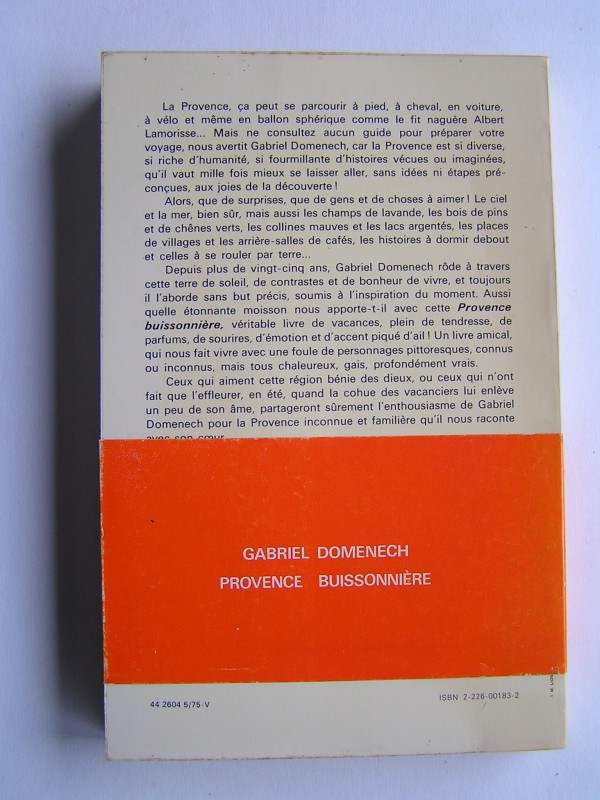 La Provence, ça peut se parcourir à pied, à cheval, en voiture,
à vélo et même en ballon sphérique comme le fit naguère Albert
Lamorisse... Mais ne consultez aucun guide pour préparer votre
voyage, nous avertit Gabriel Domenech, car la Provence est si diverse,
si riche d'humanité, si fourmillante d'histoires vécues ou imaginées,
qu'il vaut mille fois mieux se laisser aller, sans idées ni étapes pré-
conçues, aux joies de la découverte !
Alors, que de surprises, que de gens et de choses à aimer ! Le ciel
et la mer, bien sûr, mais aussi les champs de lavande, les bois de pins
et de chênes verts, les collines mauves et les lacs argentés, les places
de villages et les arrière-salles de cafés, les histoires à dormir debout
et celles à se rouler par terre...
Depuis plus de vingt-cinq ans, Gabriel Domenech rôde à travers
cette terre de soleil, de contrastes et de bonheur de vivre, et toujours
il l'aborde sans but précis, soumis à l'inspiration du moment. Aussi
quelle étonnante moisson nous apporte-t-il avec cette Provence
buissonnière, véritable livre de vacances, plein de tendresse, de
parfums, de sourires, d'émotion et d'accent piqué d'ail ! Un livre amical,
qui nous fait vivre avec une foule de personnages pittoresques, connus
ou inconnus, mais tous chaleureux, gais, profondément vrais.
Ceux qui aiment cette région bénie des dieux, ou ceux qui n'ont
fait que l'effleurer, en été, quand la cohue des vacanciers lui enlève
un peu de son âme, partageront sûrement l'enthousiasme de Gabriel
Domenech pour la Provence inconnue et familière qu'il nous raconte
avec son cœur.
GABRIEL DOMENECH
PROVENCE BUISSONNIÈRE
44 2604 5/75-V
ISBN 2-226-00183-2